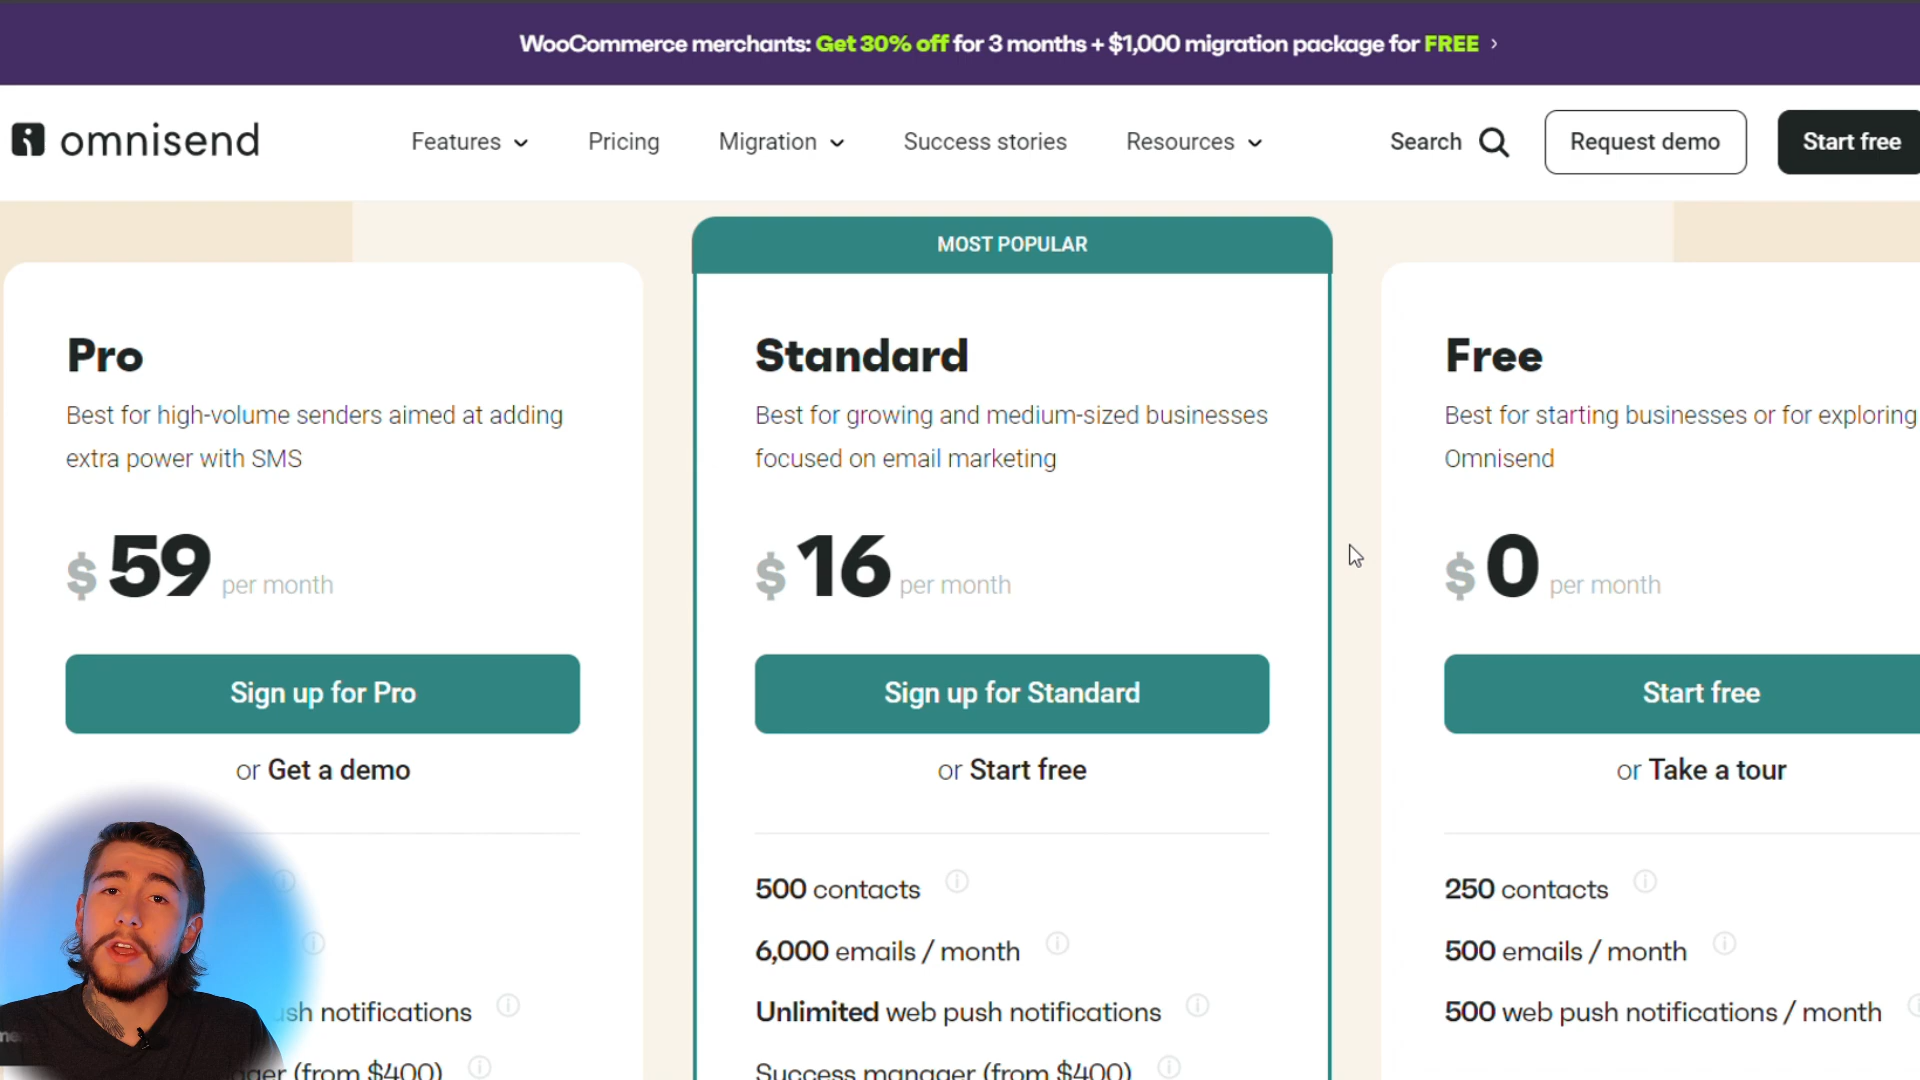 WooCommerce merchants: Get 30% off for 3 months + $1,000 migration package for FREE
omnisend
Features
Pricing
Migration
Success stories
Resources
Search
Request demo
Start free
MOST POPULAR
Pro
Best for high-volume senders aimed at adding
extra power with SMS
$ 59 per month
Sign up for Pro
or Get a demo
notifications
(from $400)
Standard
Best for growing and medium-sized businesses
focused on email marketing
$ 16 per month
Sign up for Standard
or Start free
500 contacts
6,000 emails / month
Unlimited web push notifications
Success manager (from $400)
Free
Best for starting businesses or for exploring
Omnisend
$ 0 per month
Start free
or Take a tour
250 contacts
500 emails / month
500 web push notifications / month